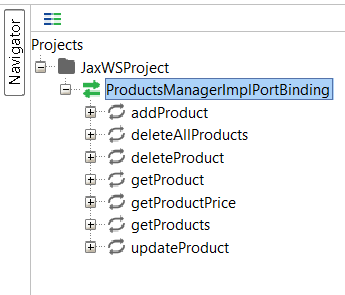 Navigator
Projects
JaxWSProject
ProductsManagerImplPortBinding
addProduct
deleteAllProducts
deleteProduct
getProduct
getProductPrice
getProducts
updateProduct